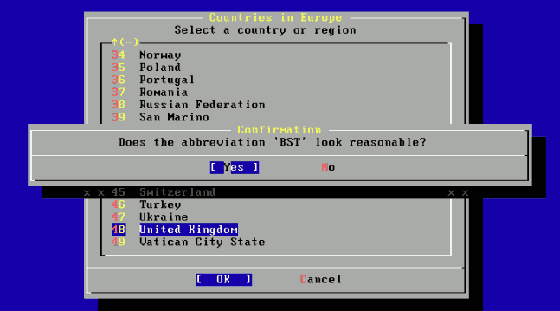 Countries in Europe
Select a country or region
↑(-)
34 Norway
35 Poland
36 Portugal
37 Romania
38 Russian Federation
39 San Marino
Confirmation
Does the abbreviation 'BST' look reasonable?
[ Yes ] No
x x 45 Switzerland x x
46 Turkey
47 Ukraine
48 United Kingdom
49 Vatican City State
[ OK ] Cancel